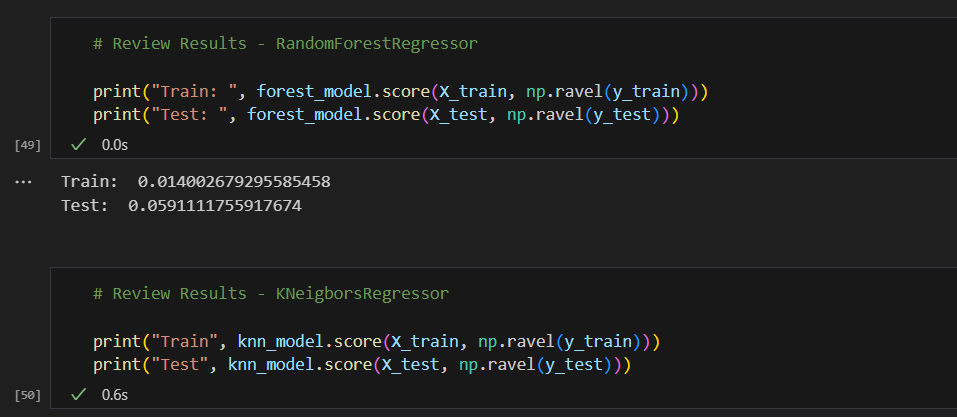 # Review Results - RandomForestRegressor
print("Train: ", forest_model.score(X_train, np.ravel(y_train)))
print("Test: ", forest_model.score(X_test, np.ravel(y_test)))
[49] ✓ 0.0s
... Train:  0.014002679295585458
Test:  0.0591111755917674
# Review Results - KNeigborsRegressor
print("Train", knn_model.score(X_train, np.ravel(y_train)))
print("Test", knn_model.score(X_test, np.ravel(y_test)))
[50] ✓ 0.6s